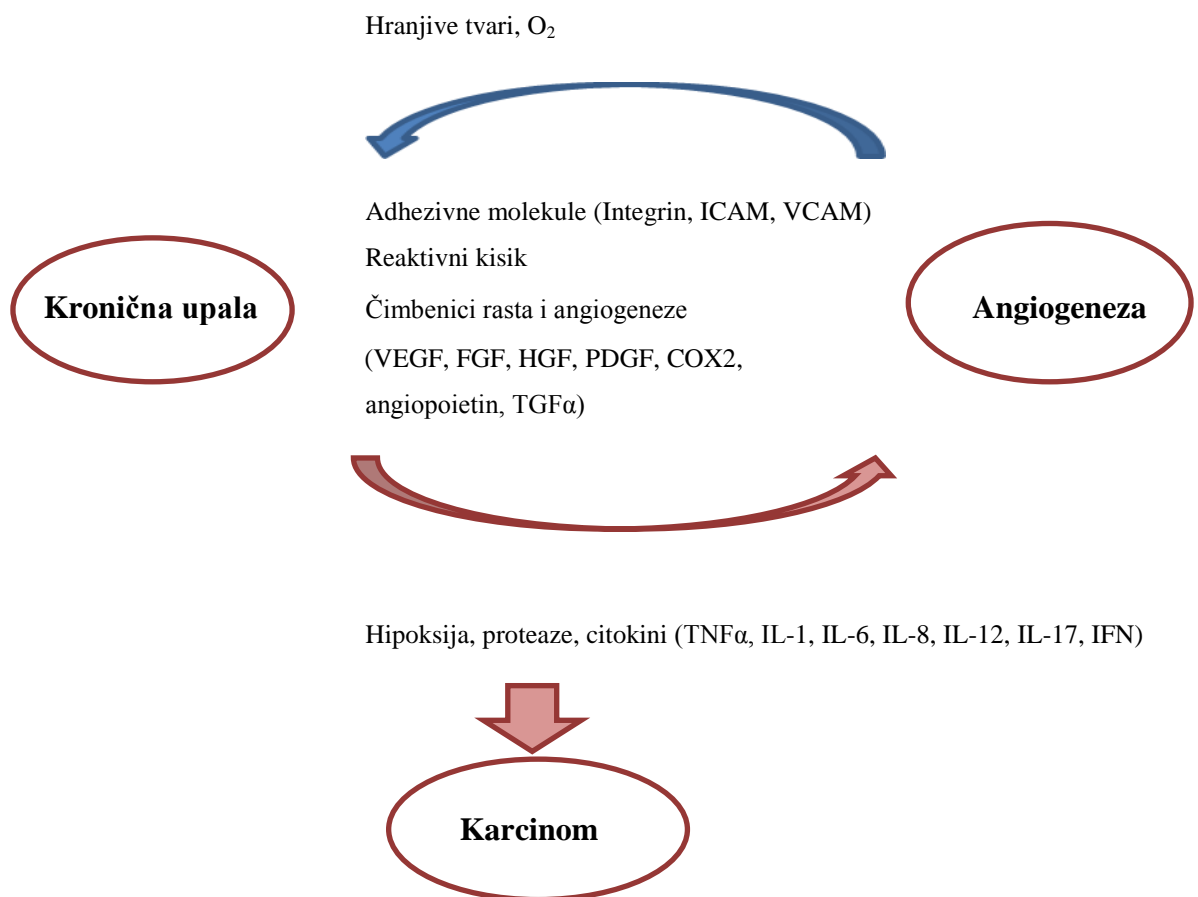 Hranjive tvari, O₂
Adhezivne molekule (Integrin, ICAM, VCAM)
Reaktivni kisik
Kronična upala
Čimbenici rasta i angiogeneze
Angiogeneza
(VEGF, FGF, HGF, PDGF, COX2,
angiopoietin, TGFα)
Hipoksija, proteaze, citokini (TNFα, IL-1, IL-6, IL-8, IL-12, IL-17, IFN)
Karcinom